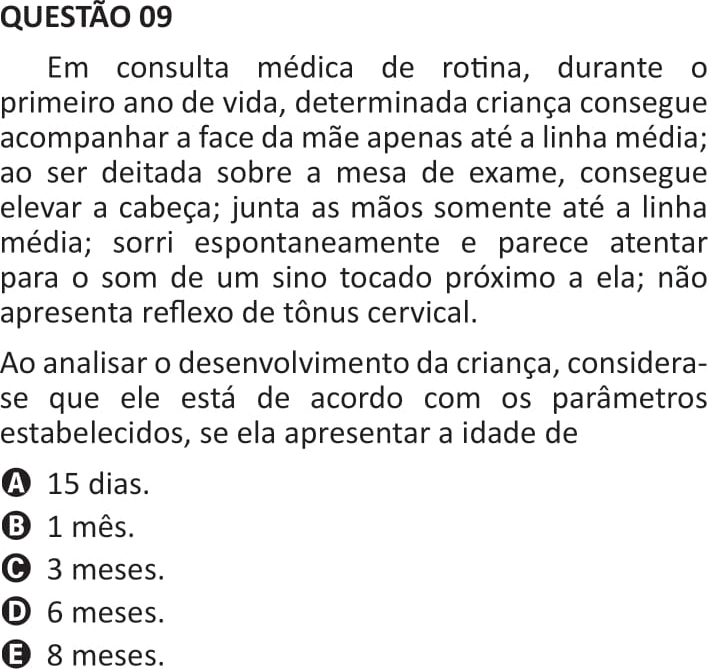 QUESTÃO 09
Em consulta médica de rotina, durante o
primeiro ano de vida, determinada criança consegue
acompanhar a face da mãe apenas até a linha média;
ao ser deitada sobre a mesa de exame, consegue
elevar a cabeça; junta as mãos somente até a linha
média; sorri espontaneamente e parece atentar
para o som de um sino tocado próximo a ela; não
apresenta reflexo de tônus cervical.
Ao analisar o desenvolvimento da criança, considera-
se que ele está de acordo com os parâmetros
estabelecidos, se ela apresentar a idade de
A 15 dias.
B 1 mês.
C 3 meses.
D 6 meses.
E 8 meses.